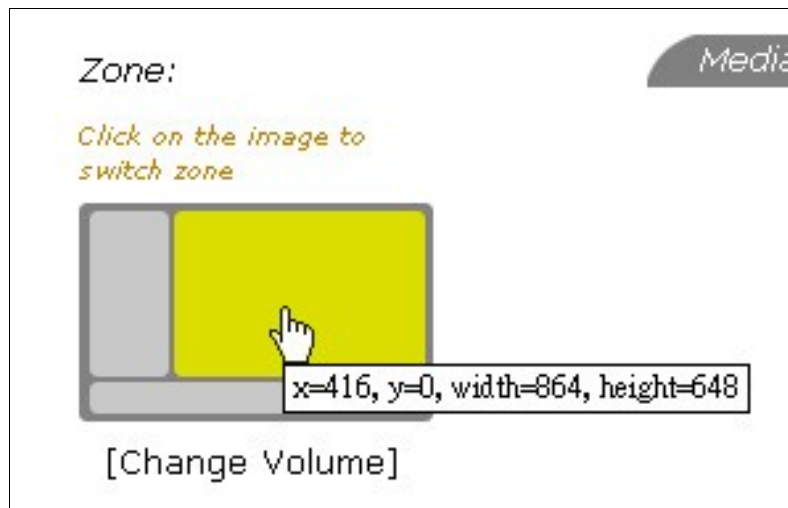 Zone:
Media
Click on the image to
switch zone
x=416, y=0, width=864, height=648
[Change Volume]